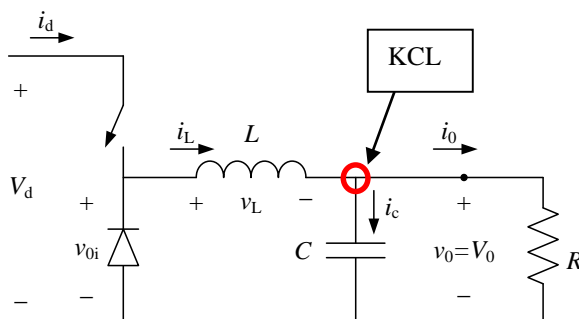 i_d
KCL
+
i_L L i_0
V_d
+ + v_L − i_c +
v_0i C v_0=V_0 R
− − −